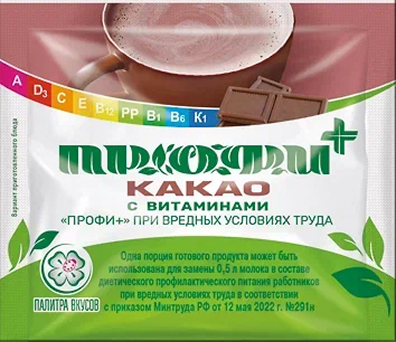 A D3 C E B12 PP B1 B6 K1
Вариант приготовленного блюда
ПРОФИ+
КАКАО
С ВИТАМИНАМИ
«ПРОФИ+» ПРИ ВРЕДНЫХ УСЛОВИЯХ ТРУДА
Одна порция готового продукта может быть
использована для замены 0,5 л молока в составе
диетического профилактического питания работников
при вредных условиях труда в соответствии
с приказом Минтруда РФ от 12 мая 2022 г. №291н
ПАЛИТРА ВКУСОВ